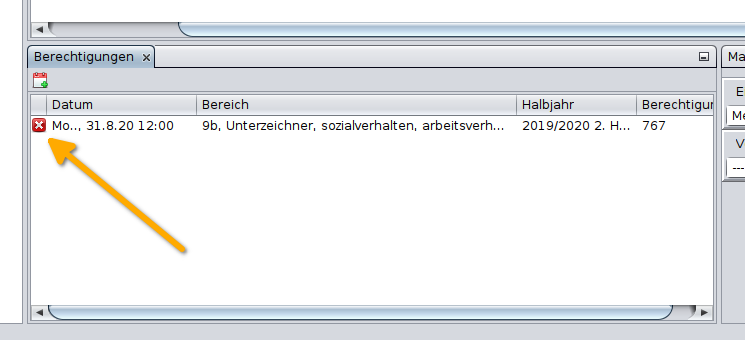 Berechtigungen x
Ma
Datum Bereich Halbjahr Berechtigun
Mo.., 31.8.20 12:00 9b, Unterzeichner, sozialverhalten, arbeitsverh... 2019/2020 2. H... 767
Me
V
---